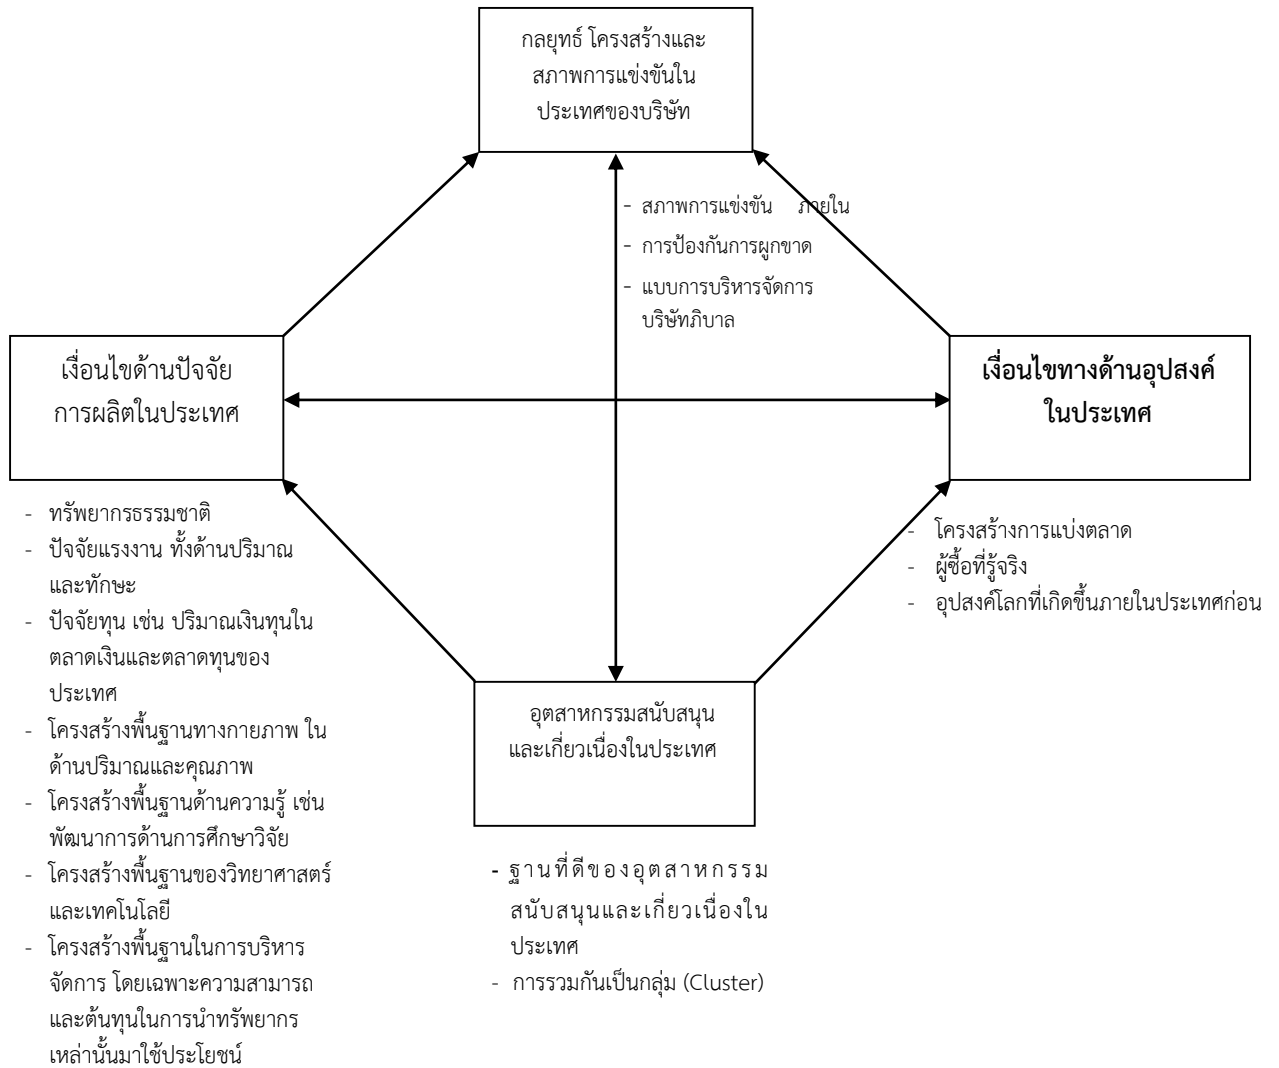 กลยุทธ์ โครงสร้างและ
สภาพการแข่งขันใน
ประเทศของบริษัท
- สภาพการแข่งขัน ภายใน
- การป้องกันการผูกขาด
- แบบการบริหารจัดการ
บริษัทภิบาล
เงื่อนไขด้านปัจจัย
การผลิตในประเทศ
เงื่อนไขทางด้านอุปสงค์
ในประเทศ
- ทรัพยากรธรรมชาติ
- ปัจจัยแรงงาน ทั้งด้านปริมาณ
และทักษะ
- ปัจจัยทุน เช่น ปริมาณเงินทุนใน
ตลาดเงินและตลาดทุนของ
ประเทศ
- โครงสร้างพื้นฐานทางกายภาพ ใน
ด้านปริมาณและคุณภาพ
- โครงสร้างพื้นฐานด้านความรู้ เช่น
พัฒนาการด้านการศึกษาวิจัย
- โครงสร้างพื้นฐานของวิทยาศาสตร์
และเทคโนโลยี
- โครงสร้างพื้นฐานในการบริหาร
จัดการ โดยเฉพาะความสามารถ
และต้นทุนในการนำทรัพยากร
เหล่านั้นมาใช้ประโยชน์
- โครงสร้างการแบ่งตลาด
- ผู้ซื้อที่รู้จริง
- อุปสงค์โลกที่เกิดขึ้นภายในประเทศก่อน
อุตสาหกรรมสนับสนุน
และเกี่ยวเนื่องในประเทศ
- ฐานที่ดีของอุตสาหกรรม
สนับสนุนและเกี่ยวเนื่องใน
ประเทศ
- การรวมกันเป็นกลุ่ม (Cluster)